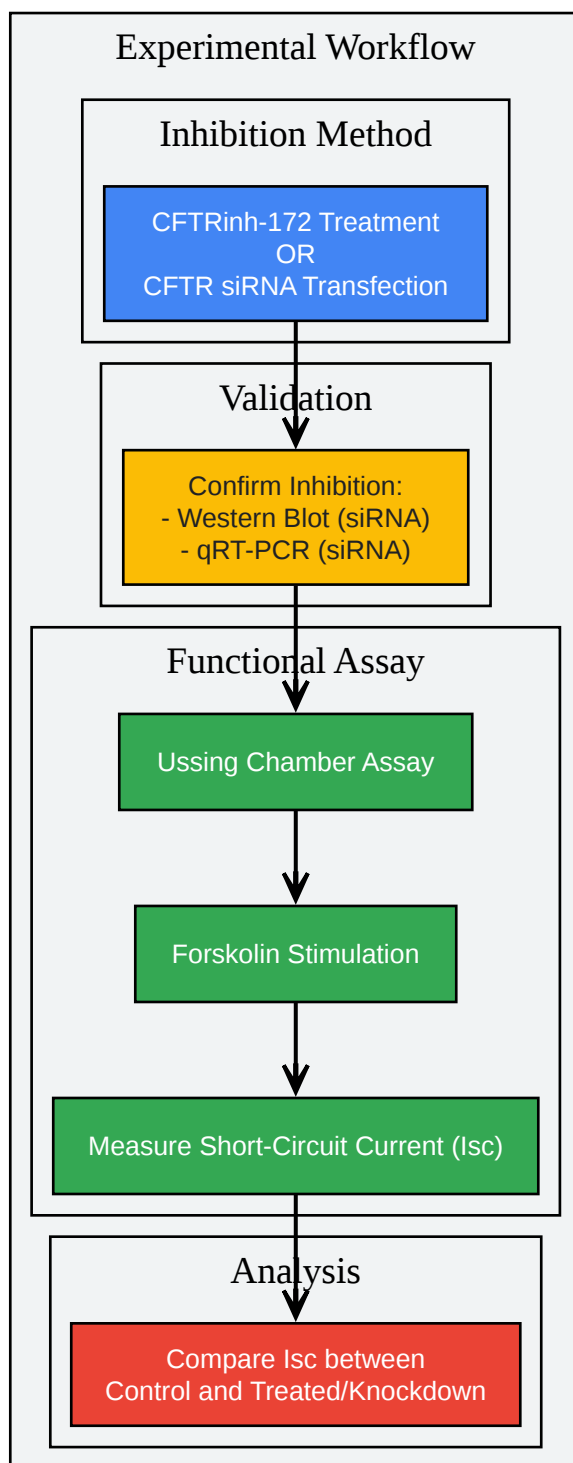 Experimental Workflow
Inhibition Method
CFTRinh-172 Treatment
OR
CFTR siRNA Transfection
Validation
Confirm Inhibition:
- Western Blot (siRNA)
- qRT-PCR (siRNA)
Functional Assay
Ussing Chamber Assay
Forskolin Stimulation
Measure Short-Circuit Current (Isc)
Analysis
Compare Isc between
Control and Treated/Knockdown